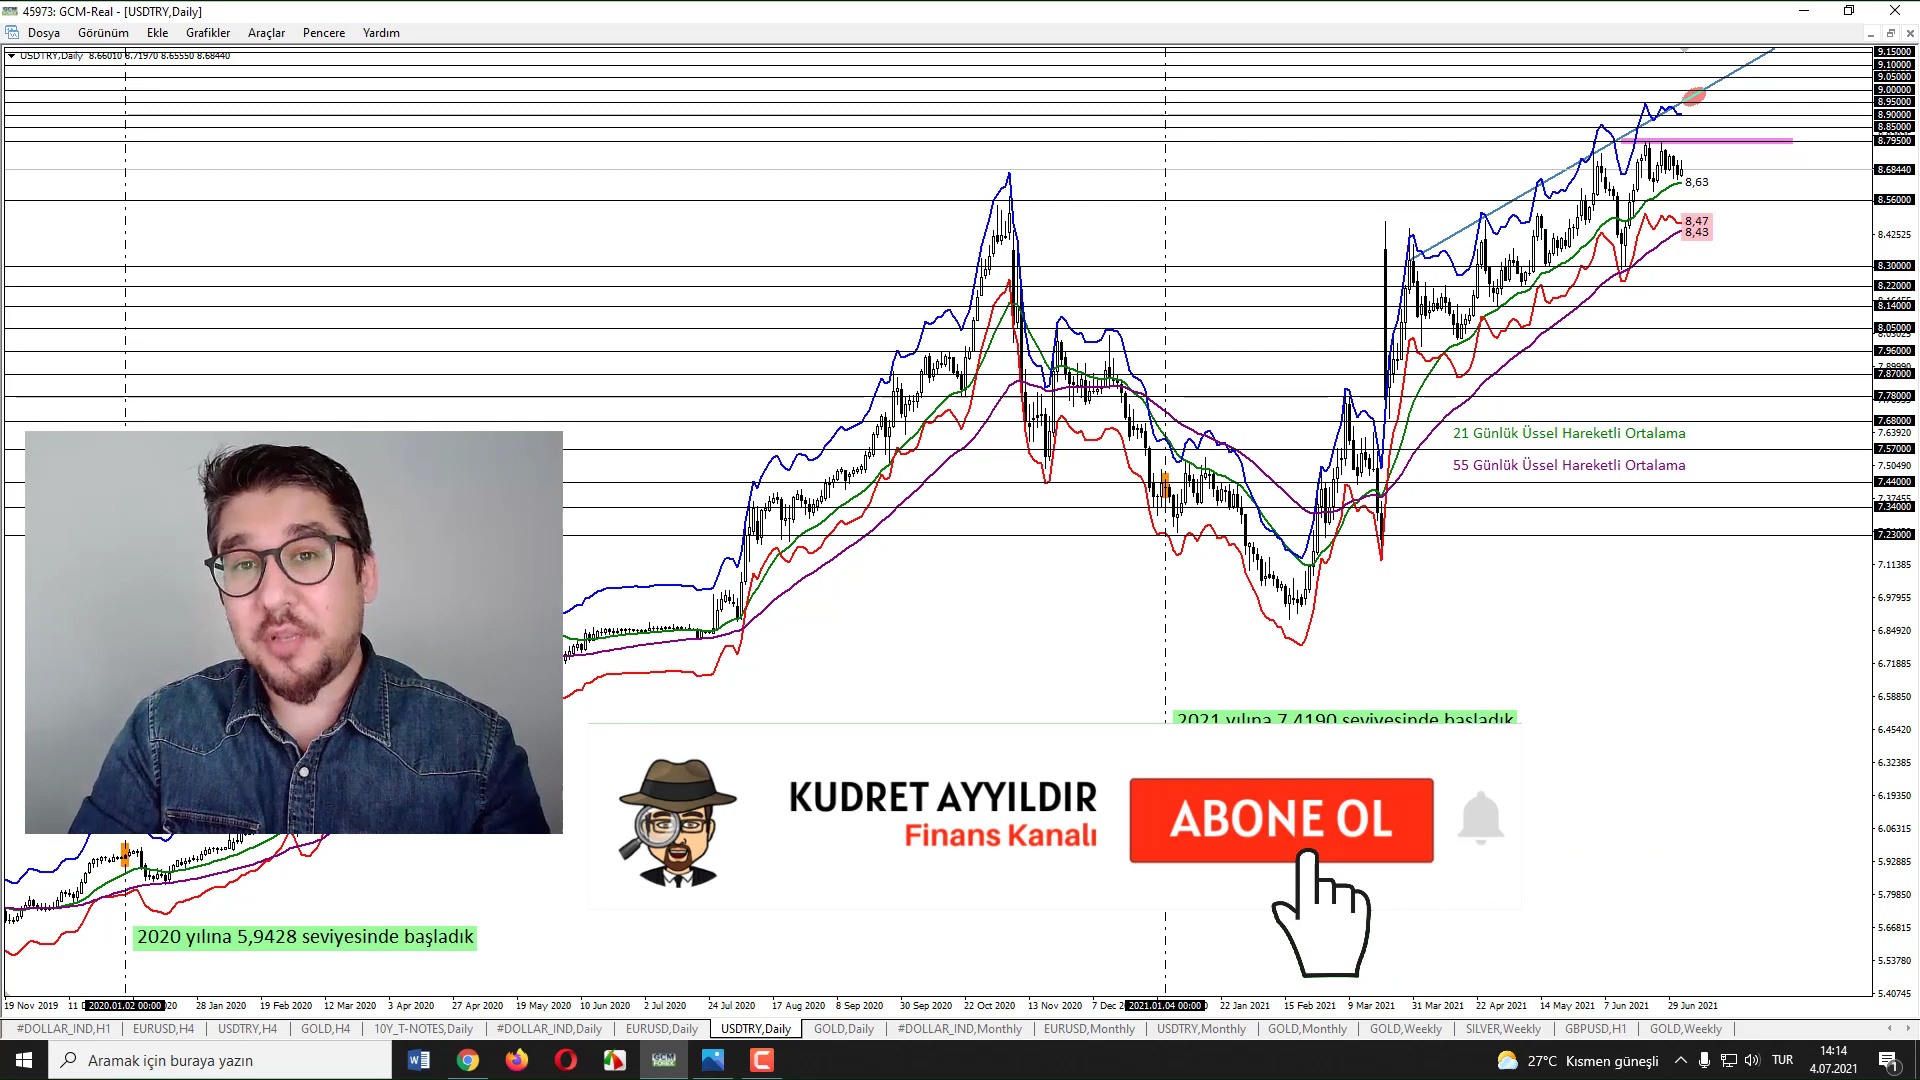 45973: GCM-Real - [USDTRY,Daily]
Dosya Görünüm Ekle Grafikler Araçlar Pencere Yardım
USDTRY,Daily 8.66010 8.71970 8.65550 8.68440
9.15000
9.10000
9.05000
9.00000
8.95000
8.90000
8.85000
8.79500
8.68440
8,63
8.56000
8,47
8,43
8.42525
8.30000
8.22000
8.14000
8.05000
7.96000
7.87000
7.78000
7.68000
21 Günlük Üssel Hareketli Ortalama
7.63920
7.57000
55 Günlük Üssel Hareketli Ortalama
7.50490
7.44000
7.37455
7.34000
7.23000
7.11385
6.97955
6.84920
6.71885
6.58850
2021 yılına 7,4190 seviyesinde başladık
6.45420
6.32385
6.19350
6.06315
5.92885
5.79850
5.66815
5.53780
5.40745
KUDRET AYYILDIR
Finans Kanalı
ABONE OL
2020 yılına 5,9428 seviyesinde başladık
19 Nov 2019 2020.01.02 00:00 28 Jan 2020 19 Feb 2020 12 Mar 2020 3 Apr 2020 27 Apr 2020 19 May 2020 10 Jun 2020 2 Jul 2020 24 Jul 2020 17 Aug 2020 8 Sep 2020 30 Sep 2020 22 Oct 2020 13 Nov 2020 2021.01.04 00:00 22 Jan 2021 15 Feb 2021 9 Mar 2021 31 Mar 2021 22 Apr 2021 14 May 2021 7 Jun 2021 29 Jun 2021
#DOLLAR_IND,H1 EURUSD,H4 USDTRY,H4 GOLD,H4 10Y_T-NOTES,Daily #DOLLAR_IND,Daily EURUSD,Daily USDTRY,Daily GOLD,Daily #DOLLAR_IND,Monthly EURUSD,Monthly USDTRY,Monthly GOLD,Monthly GOLD,Weekly SILVER,Weekly GBPUSD,H1 GOLD,Weekly
Aramak için buraya yazın
GCM FOREX
27°C Kısmen güneşli
TUR
14:14
4.07.2021
1